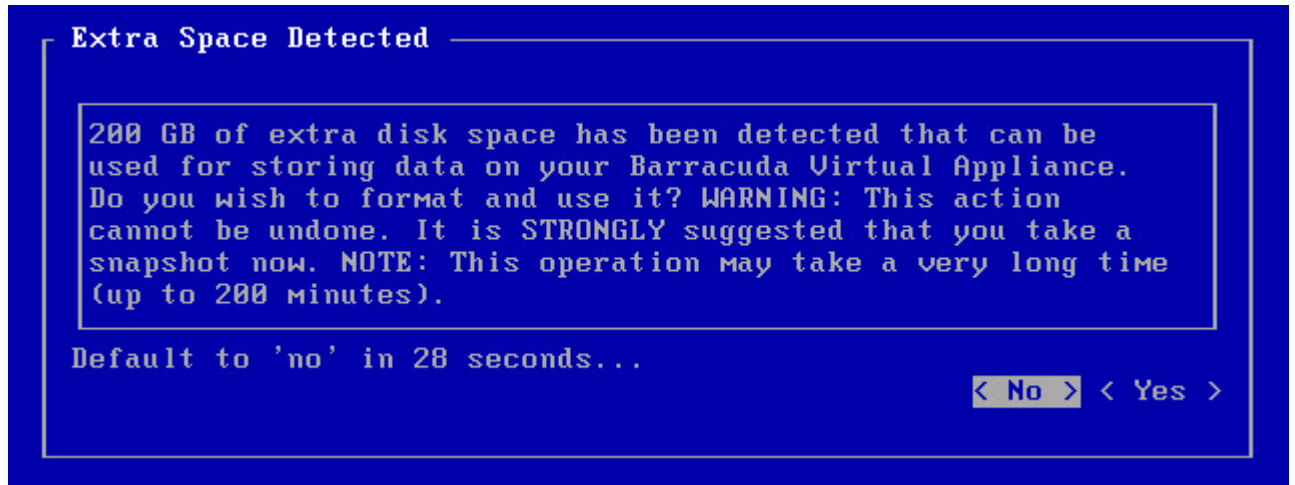 Extra Space Detected
200 GB of extra disk space has been detected that can be
used for storing data on your Barracuda Virtual Appliance.
Do you wish to format and use it? WARNING: This action
cannot be undone. It is STRONGLY suggested that you take a
snapshot now. NOTE: This operation may take a very long time
(up to 200 minutes).
Default to 'no' in 28 seconds...
< No > < Yes >